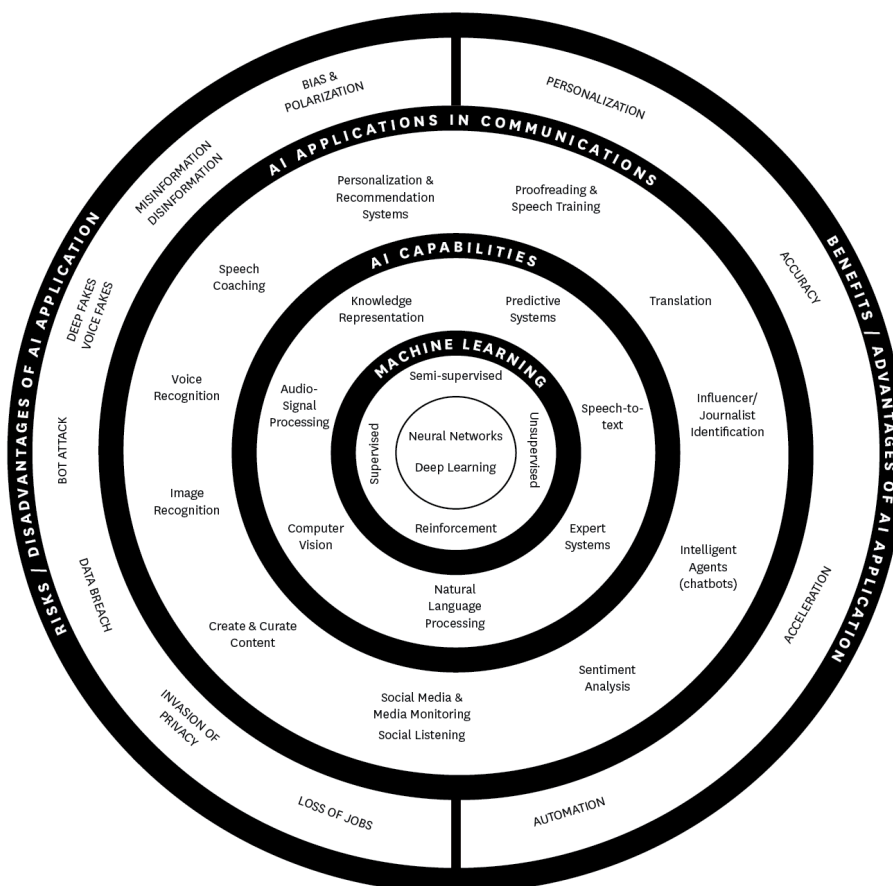 RISKS / DISADVANTAGES OF AI APPLICATION
BIAS &
POLARIZATION
MISINFORMATION
DISINFORMATION
DEEP FAKES
VOICE FAKES
BOT ATTACK
DATA BREACH
INVASION OF
PRIVACY
LOSS OF JOBS
BENEFITS / ADVANTAGES OF AI APPLICATION
PERSONALIZATION
ACCURACY
ACCELERATION
AUTOMATION
AI APPLICATIONS IN COMMUNICATIONS
Personalization &
Recommendation
Systems
Proofreading &
Speech Training
Speech
Coaching
Translation
Voice
Recognition
Influencer/
Journalist
Identification
Image
Recognition
Intelligent
Agents
(chatbots)
Create & Curate
Content
Sentiment
Analysis
Social Media &
Media Monitoring
Social Listening
AI CAPABILITIES
Knowledge
Representation
Predictive
Systems
Audio-
Signal
Processing
Speech-to-
text
Computer
Vision
Expert
Systems
Natural
Language
Processing
MACHINE LEARNING
Semi-supervised
Supervised
Unsupervised
Reinforcement
Neural Networks
Deep Learning